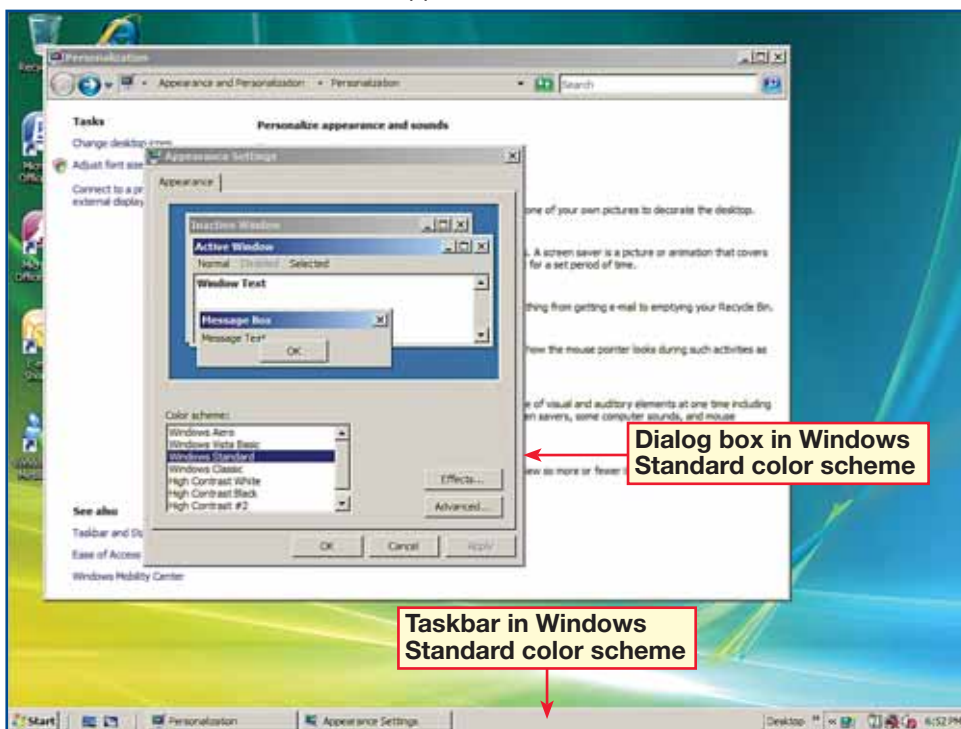 Personalization
Appearance and Personalization
Personalization
Search
Tasks
Personalize appearance and sounds
Change desktop icons
Adjust font size
Connect to a pr
external display
Appearance Settings
Appearance
one of your own pictures to decorate the desktop.
. A screen saver is a picture or animation that covers
for a set period of time.
thing from getting e-mail to emptying your Recycle Bin.
how the mouse pointer looks during such activities as
e of visual and auditory elements at one time including
en savers, some computer sounds, and mouse
ew as more or fewer
Inactive Window
Active Window
Normal Disabled Selected
Window Text
Message Box
Message Text
OK
Color scheme:
Windows Aero
Windows Vista Basic
Windows Standard
Windows Classic
High Contrast White
High Contrast Black
High Contrast #2
Effects...
Advanced...
Dialog box in Windows
Standard color scheme
See also
Taskbar and St
Ease of Access
Windows Mobility Center
OK Cancel Apply
Taskbar in Windows
Standard color scheme
Start
Personalization
Appearance Settings
Desktop
6:52 PM